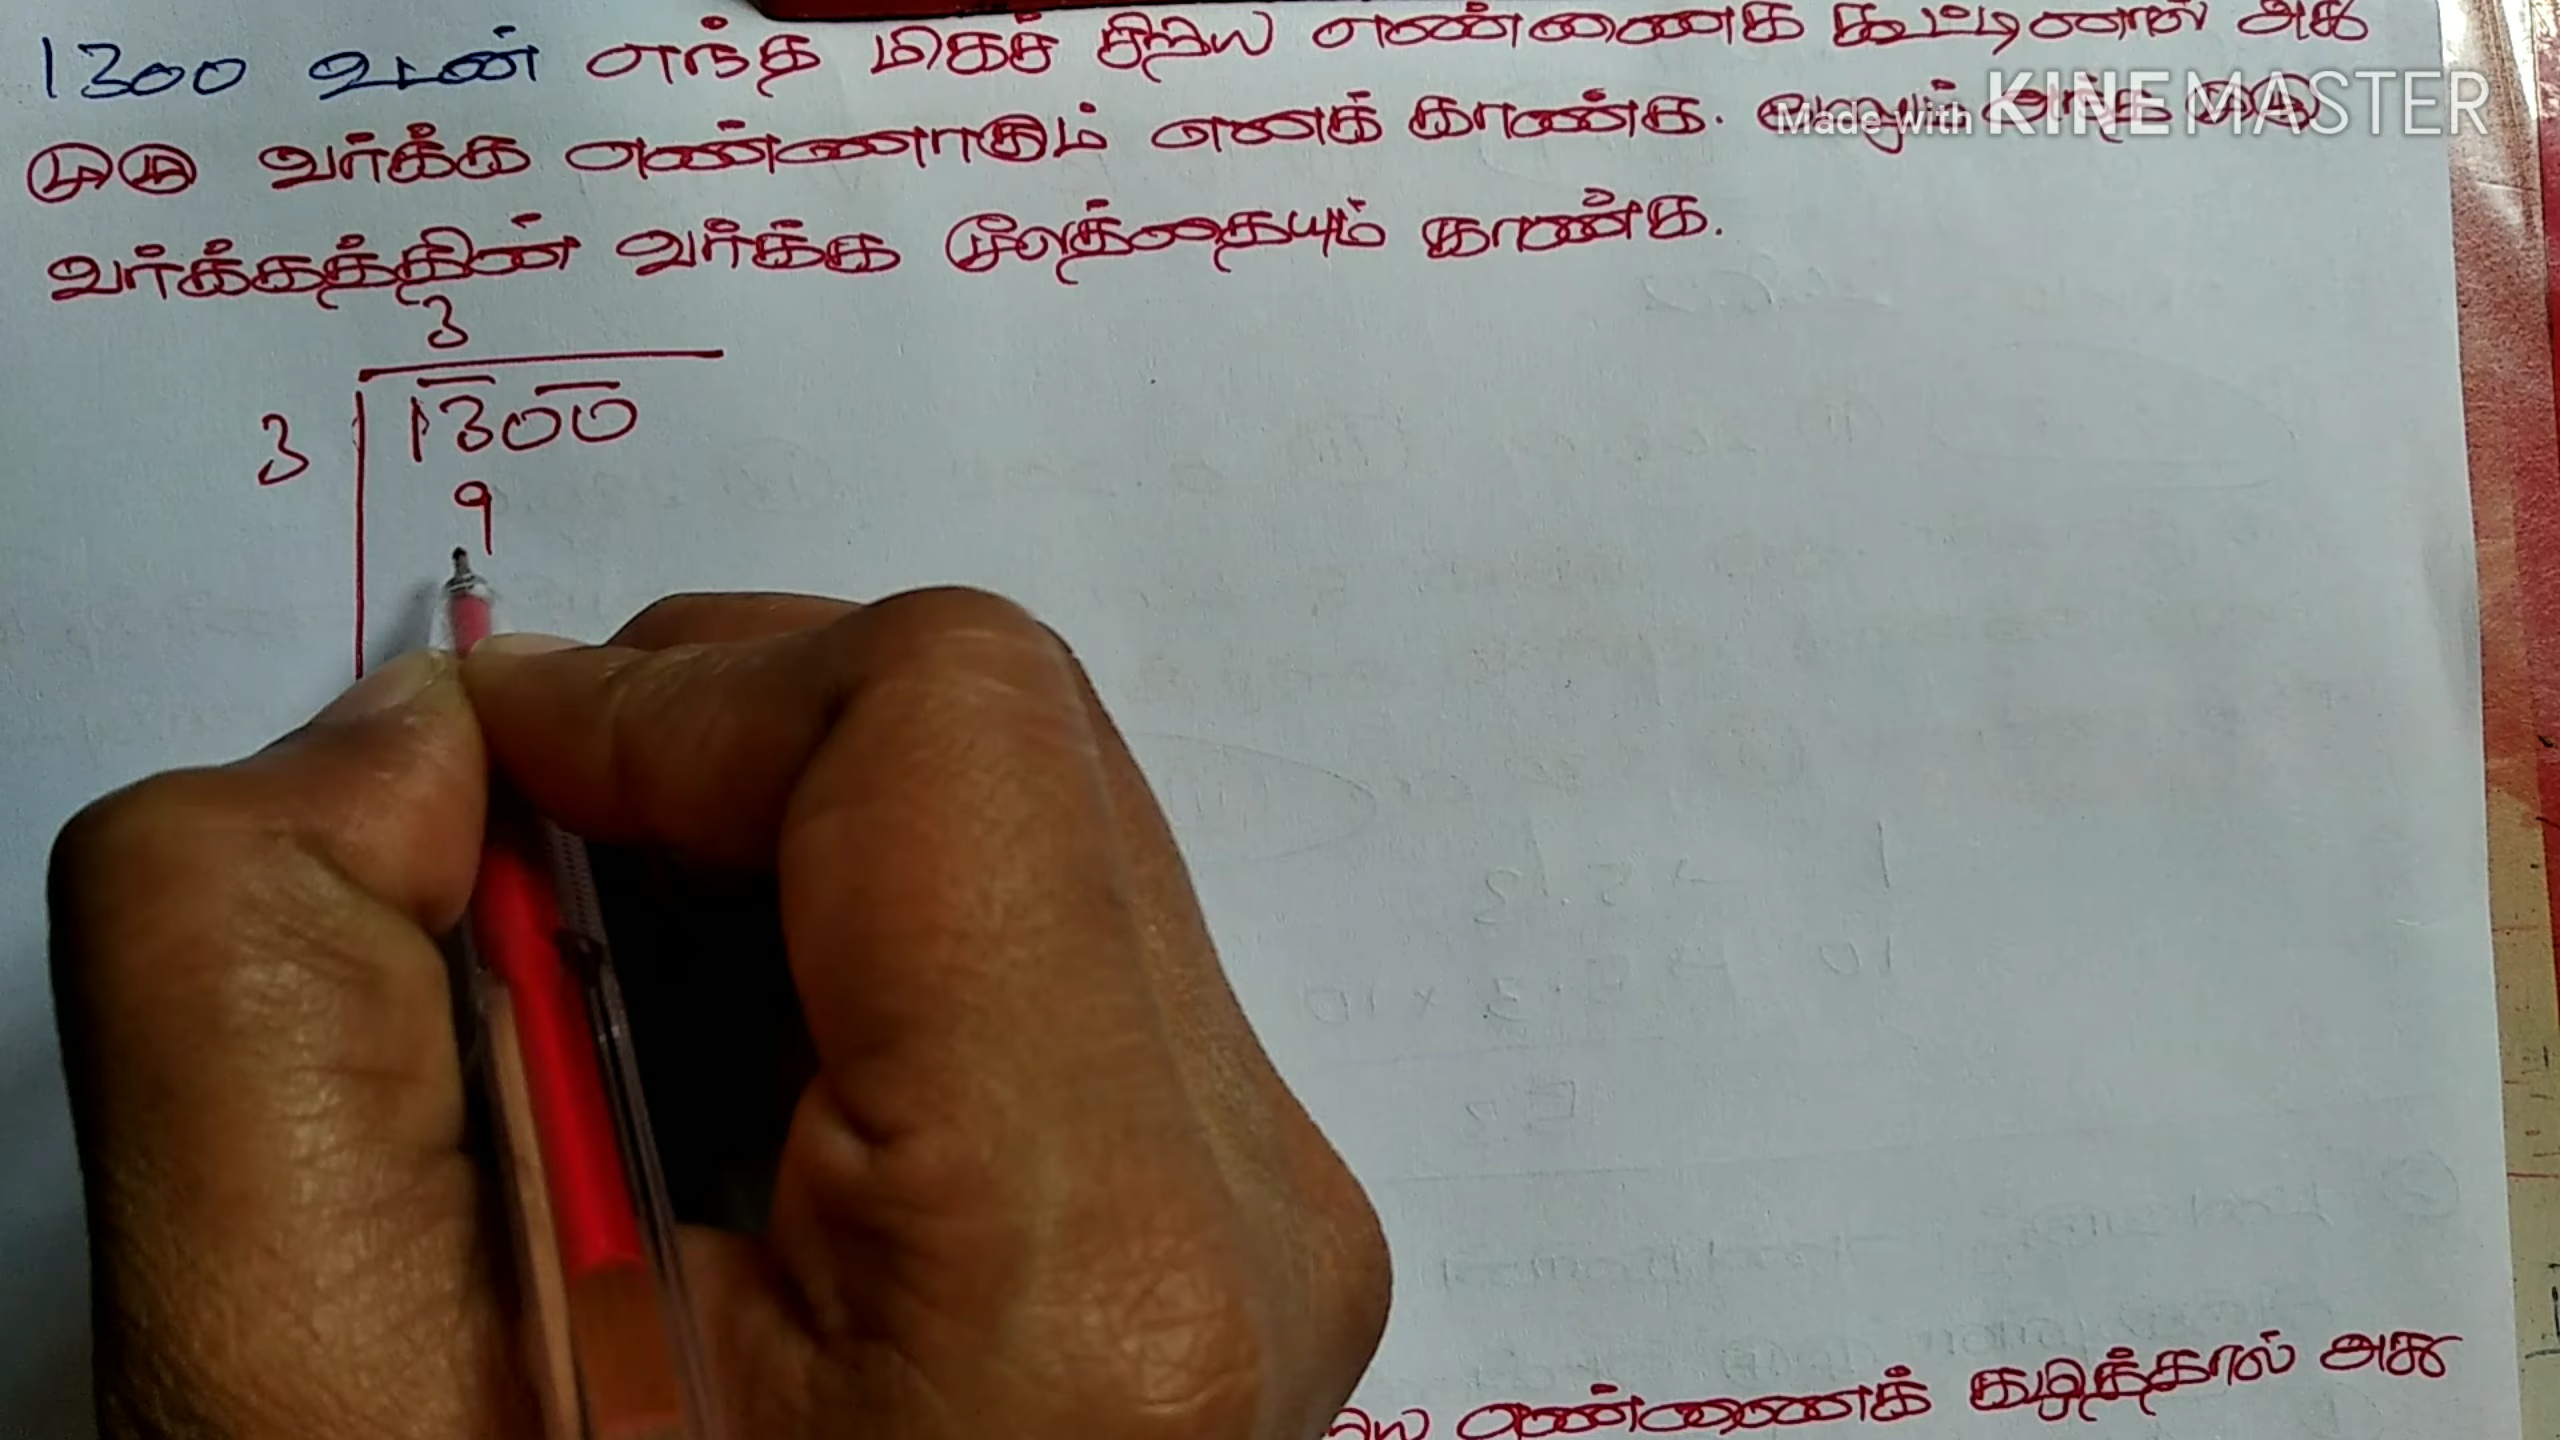 1300 உடன் எந்த மிகச் சிறிய எண்ணைக் கூட்டினால் அது
முழு வர்க்க எண்ணாகும் எனக் காண்க. மேலும் அந்த முழு
Made with KINEMASTER
வர்க்கத்தின் வர்க்க மூலத்தையும் காண்க.
3
3 1300
9
எண்ணைக் கழித்தால் அது